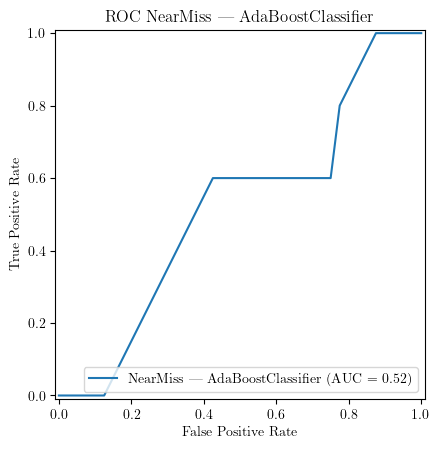 ROC NearMiss — AdaBoostClassifier
1.0
0.8
0.6
0.4
0.2
0.0
True Positive Rate
NearMiss — AdaBoostClassifier (AUC = 0.52)
0.0 0.2 0.4 0.6 0.8 1.0
False Positive Rate